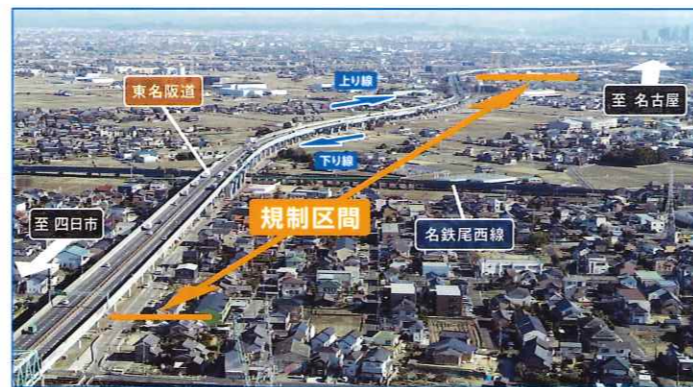 上り線
東名阪道
至 名古屋
下り線
至 四日市
規制区間
名鉄尾西線